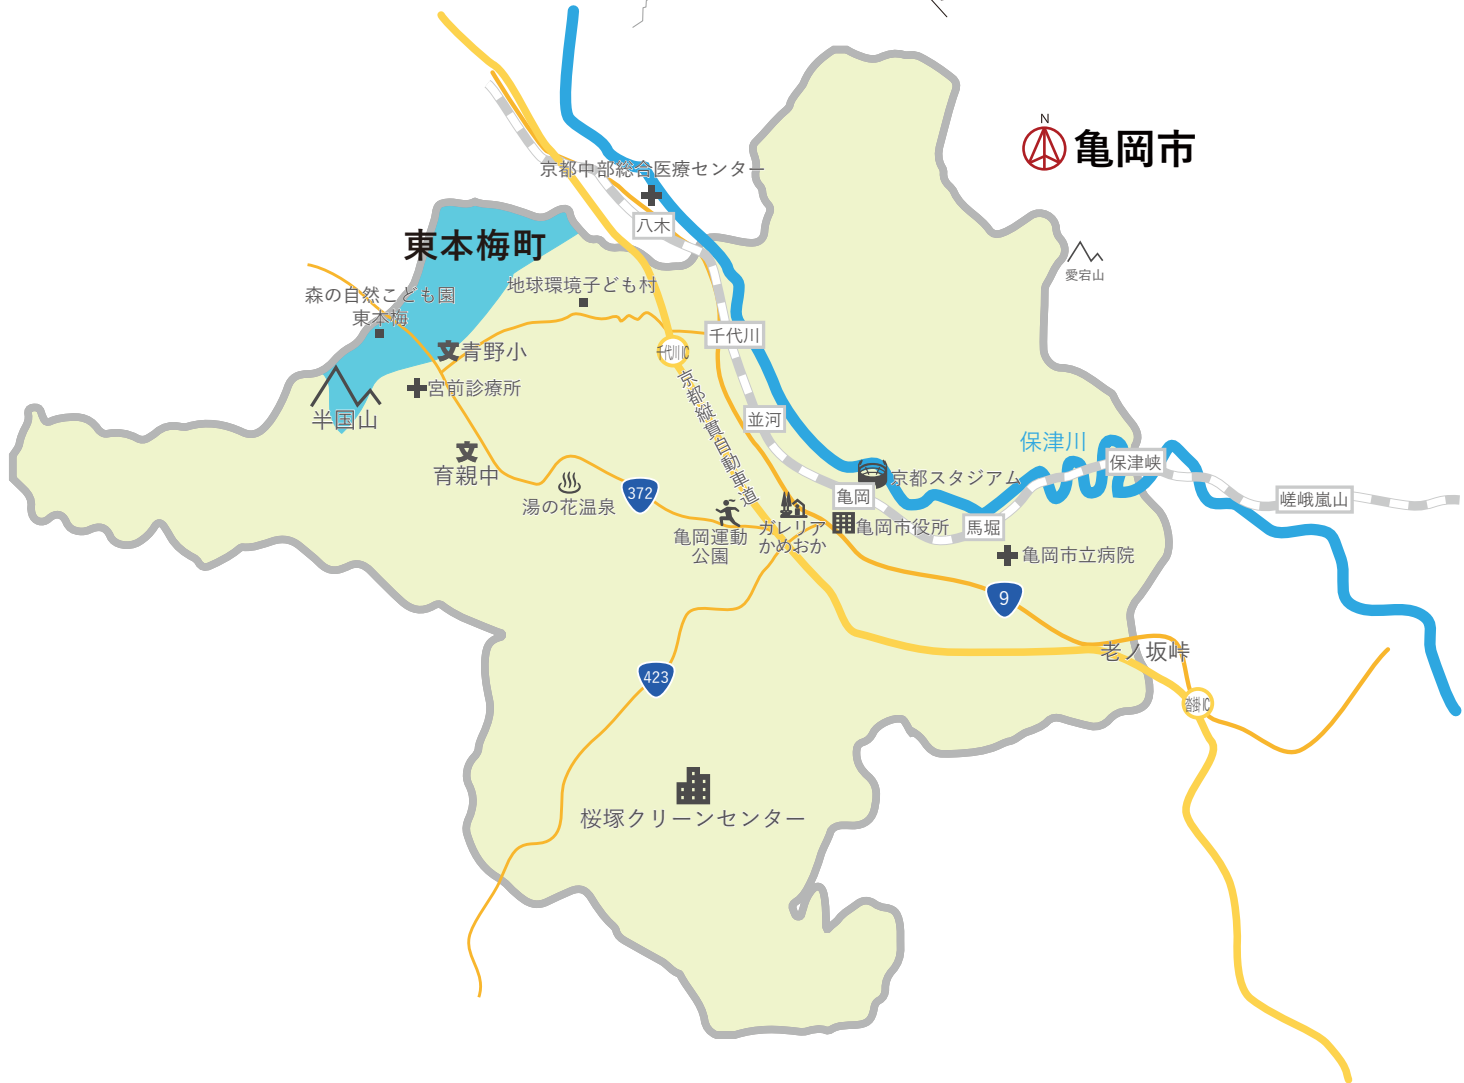 N
亀岡市
京都中部総合医療センター
八木
東本梅町
愛宕山
地球環境子ども村
森の自然こども園
東本梅
千代川
千代川IC
青野小
宮前診療所
半国山
京都縦貫自動車道
並河
保津川
保津峡
育親中
京都スタジアム
372
湯の花温泉
亀岡
嵯峨嵐山
亀岡運動
公園
ガレリア
かめおか
亀岡市役所
馬堀
亀岡市立病院
9
老ノ坂峠
423
桜塚クリーンセンター